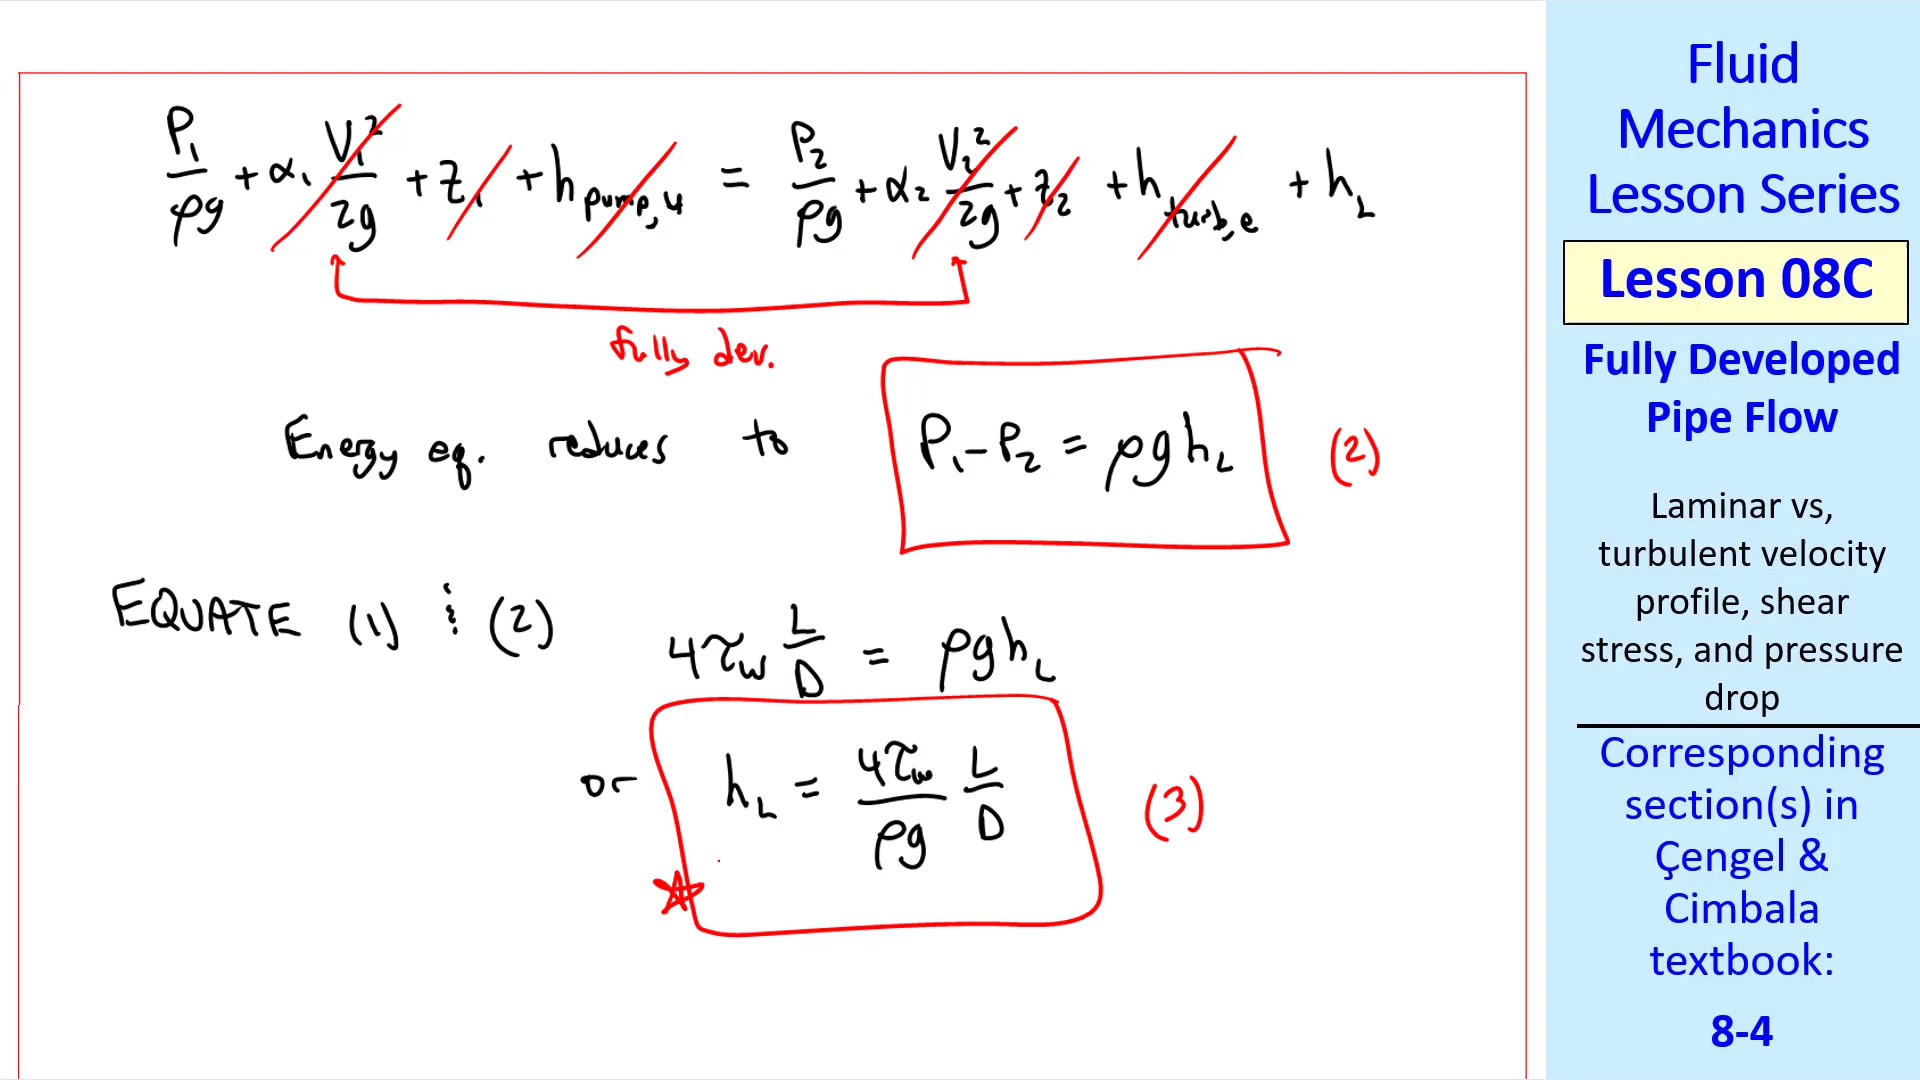 P₁/ρg + α₁ V₁²/2g + z₁ + h_pump,u = P₂/ρg + α₂ V₂²/2g + z₂ + h_turb,e + h_L
fully dev.
Energy eq. reduces to P₁ - P₂ = ρgh_L (2)
EQUATE (1) & (2) 4τ_w L/D = ρgh_L
or h_L = 4τ_w/ρg L/D (3)
Fluid
Mechanics
Lesson Series
Lesson 08C
Fully Developed
Pipe Flow
Laminar vs,
turbulent velocity
profile, shear
stress, and pressure
drop
Corresponding
section(s) in
Çengel &
Cimbala
textbook:
8-4